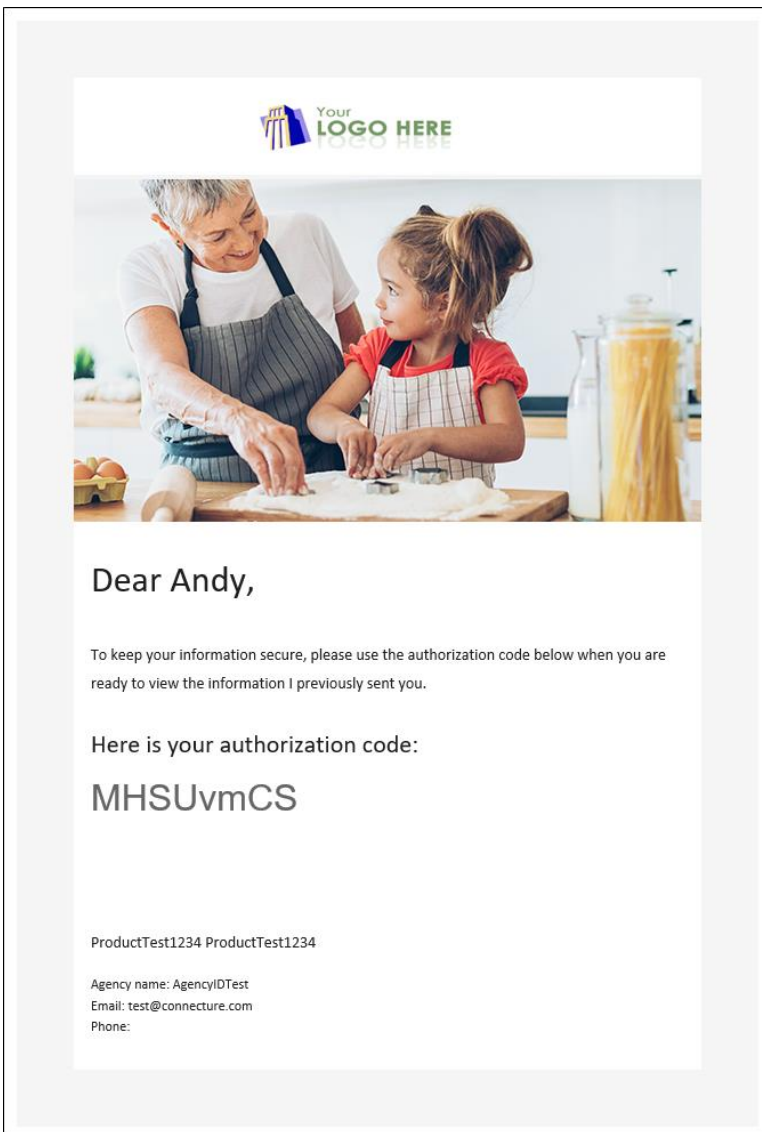 Your
LOGO HERE
Dear Andy,
To keep your information secure, please use the authorization code below when you are
ready to view the information I previously sent you.
Here is your authorization code:
MHSUvmCS
ProductTest1234 ProductTest1234
Agency name: AgencyIDTest
Email: test@connecture.com
Phone: